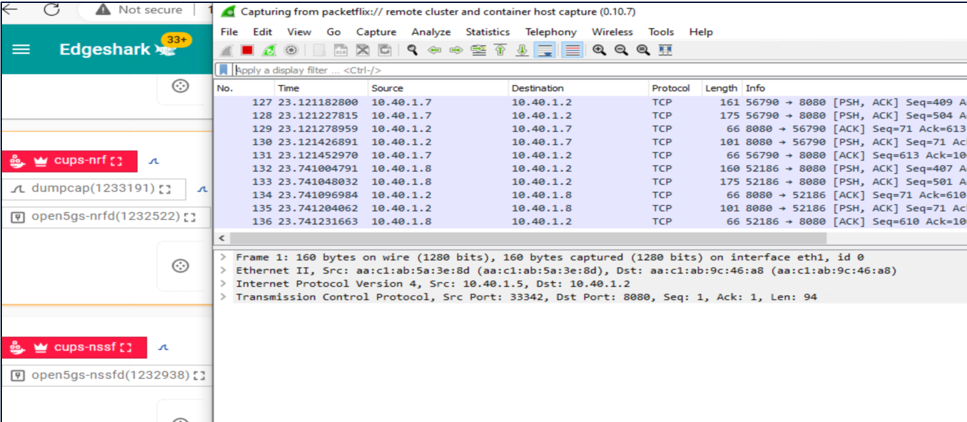 Not secure
Edgeshark 33+
cups-nrf
dumpcap(1233191)
open5gs-nrfd(1232522)
cups-nssf
open5gs-nssfd(1232938)
Capturing from packetflix:// remote cluster and container host capture (0.10.7)
File Edit View Go Capture Analyze Statistics Telephony Wireless Tools Help
Apply a display filter ... <Ctrl-/>
No. Time Source Destination Protocol Length Info
127 23.121182800 10.40.1.7 10.40.1.2 TCP 161 56790 → 8080 [PSH, ACK] Seq=409 A
128 23.121227815 10.40.1.7 10.40.1.2 TCP 175 56790 → 8080 [PSH, ACK] Seq=504 A
129 23.121278959 10.40.1.2 10.40.1.7 TCP 66 8080 → 56790 [ACK] Seq=71 Ack=613
130 23.121426891 10.40.1.2 10.40.1.7 TCP 101 8080 → 56790 [PSH, ACK] Seq=71 Ac
131 23.121452970 10.40.1.7 10.40.1.2 TCP 66 56790 → 8080 [ACK] Seq=613 Ack=10
132 23.741004791 10.40.1.8 10.40.1.2 TCP 160 52186 → 8080 [PSH, ACK] Seq=407 A
133 23.741048032 10.40.1.8 10.40.1.2 TCP 175 52186 → 8080 [PSH, ACK] Seq=501 A
134 23.741096984 10.40.1.2 10.40.1.8 TCP 66 8080 → 52186 [ACK] Seq=71 Ack=610
135 23.741204062 10.40.1.2 10.40.1.8 TCP 101 8080 → 52186 [PSH, ACK] Seq=71 Ac
136 23.741231663 10.40.1.8 10.40.1.2 TCP 66 52186 → 8080 [ACK] Seq=610 Ack=10
Frame 1: 160 bytes on wire (1280 bits), 160 bytes captured (1280 bits) on interface eth1, id 0
Ethernet II, Src: aa:c1:ab:5a:3e:8d (aa:c1:ab:5a:3e:8d), Dst: aa:c1:ab:9c:46:a8 (aa:c1:ab:9c:46:a8)
Internet Protocol Version 4, Src: 10.40.1.5, Dst: 10.40.1.2
Transmission Control Protocol, Src Port: 33342, Dst Port: 8080, Seq: 1, Ack: 1, Len: 94